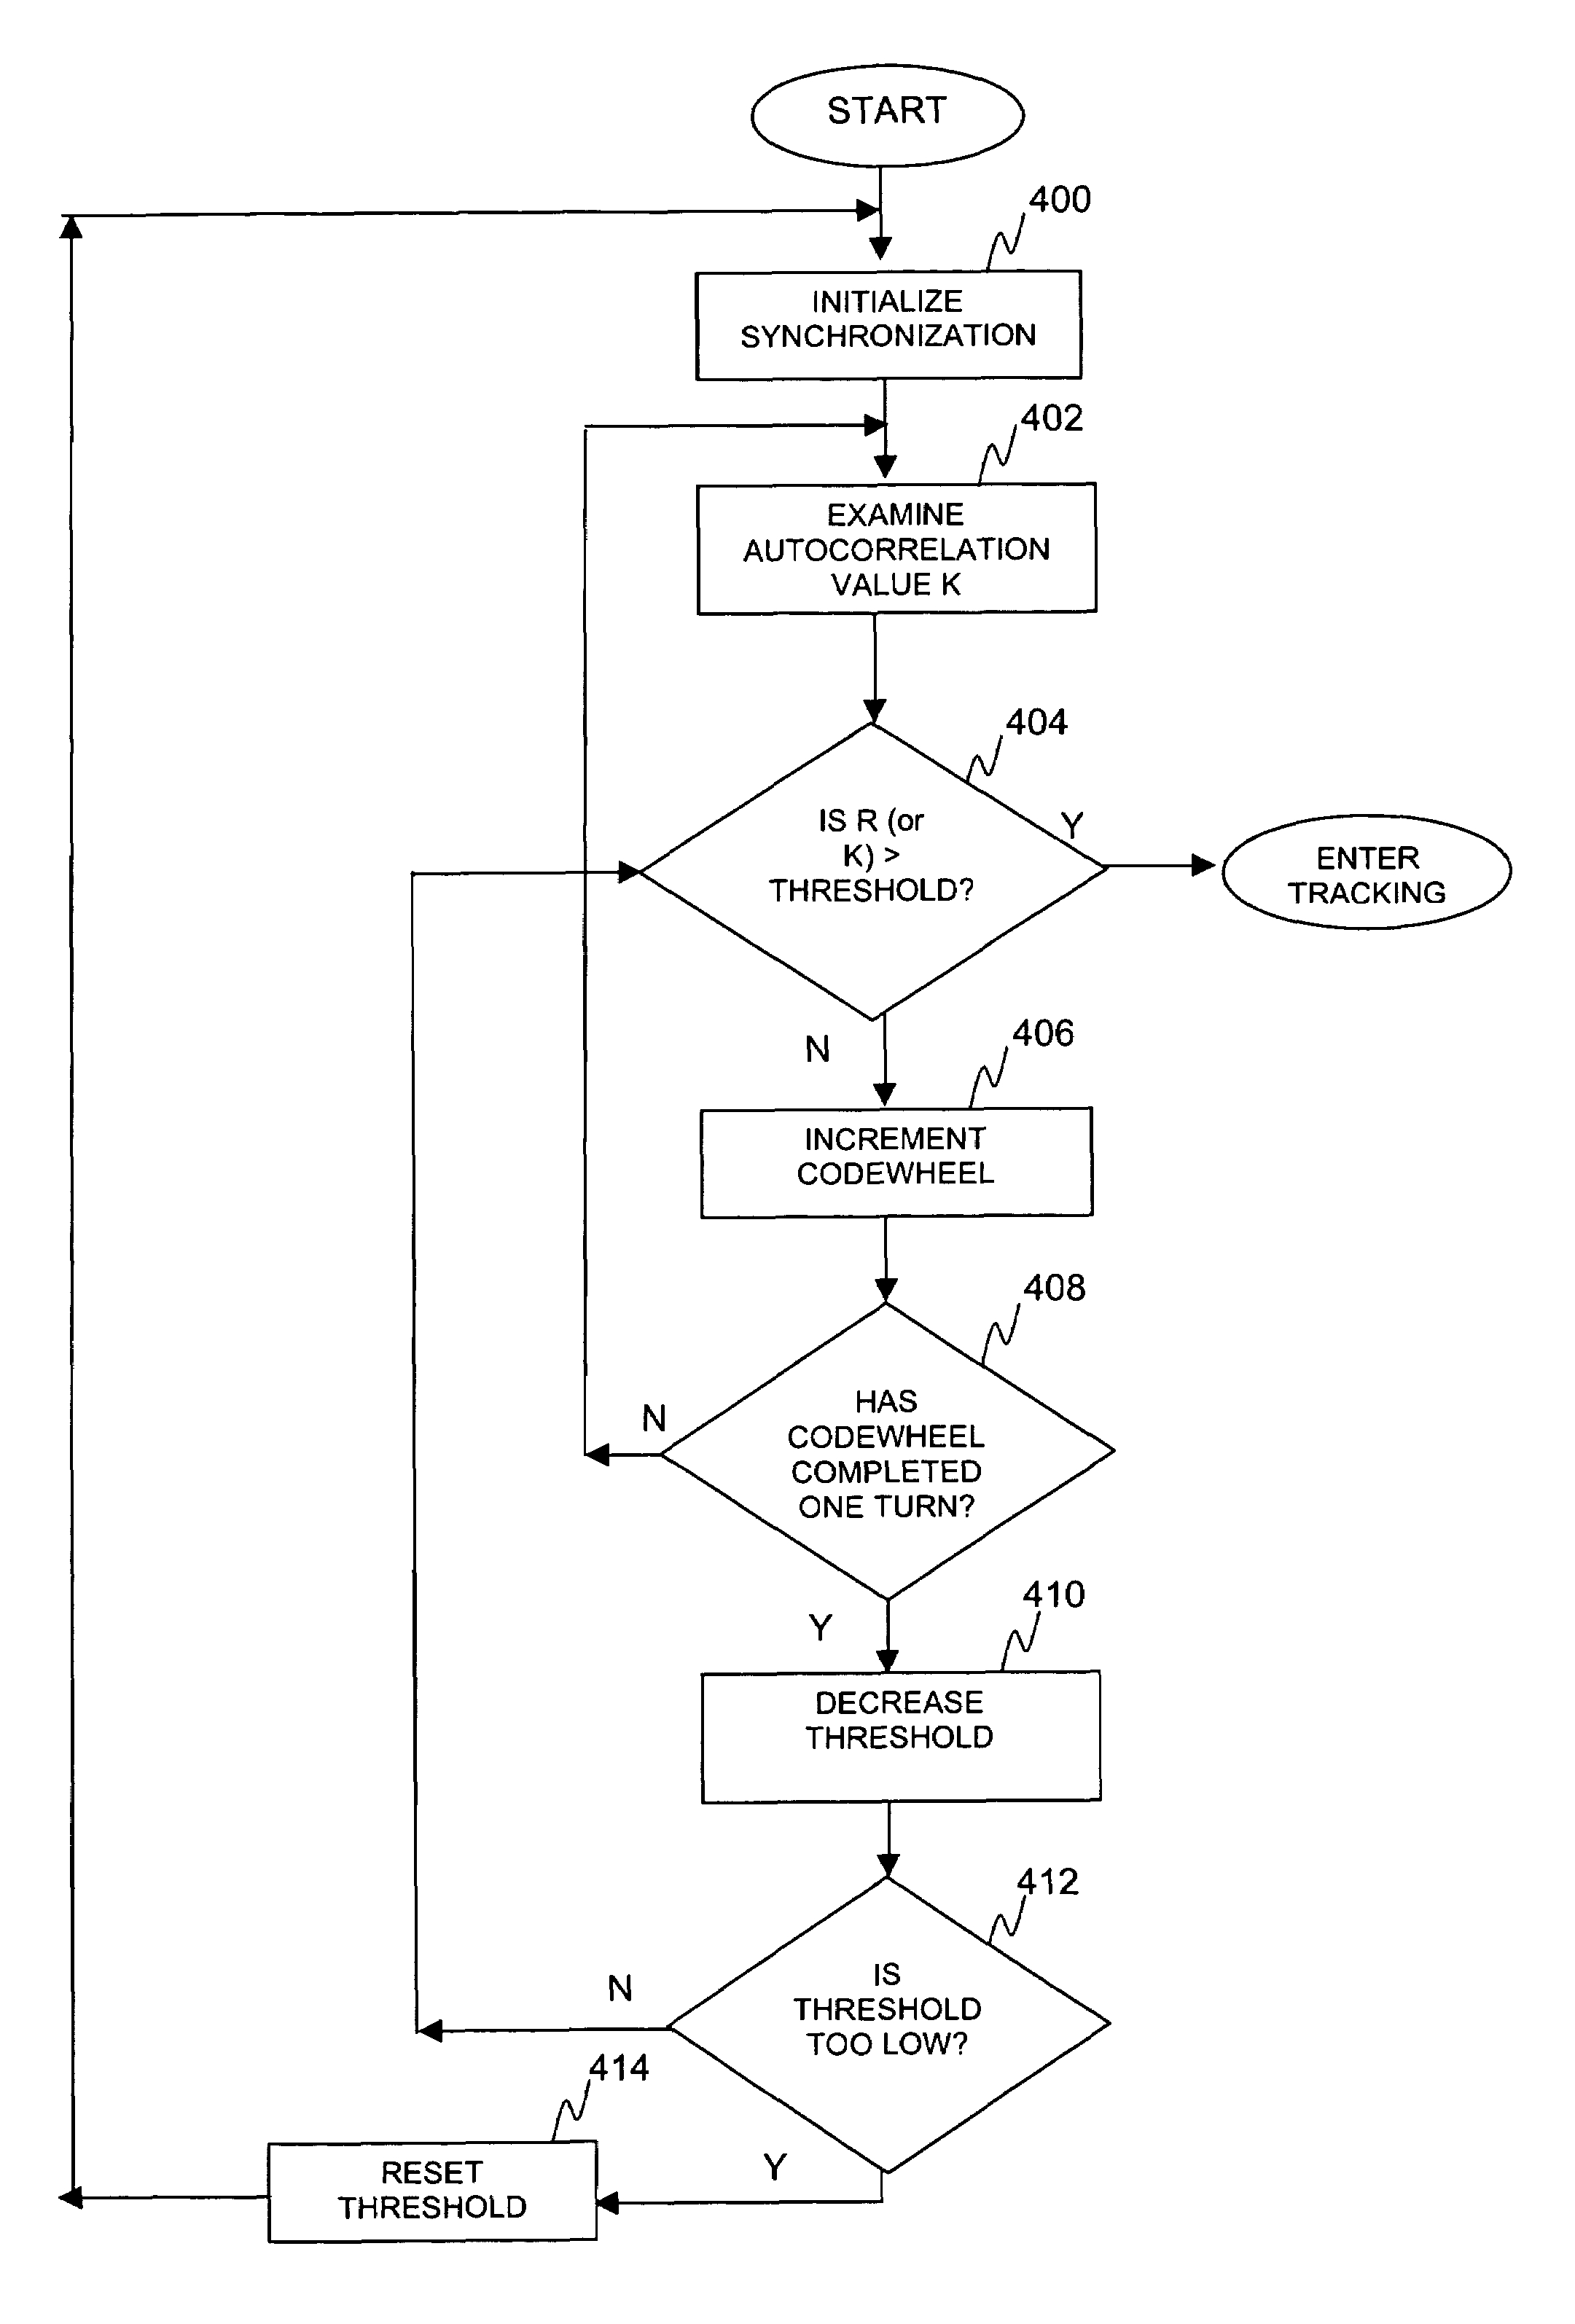 START
400
INITIALIZE
SYNCHRONIZATION
402
EXAMINE
AUTOCORRELATION
VALUE K
404
IS R (or
K) >
THRESHOLD?
Y
ENTER
TRACKING
N
406
INCREMENT
CODEWHEEL
408
HAS
CODEWHEEL
COMPLETED
ONE TURN?
N
Y
410
DECREASE
THRESHOLD
412
IS
THRESHOLD
TOO LOW?
N
Y
414
RESET
THRESHOLD